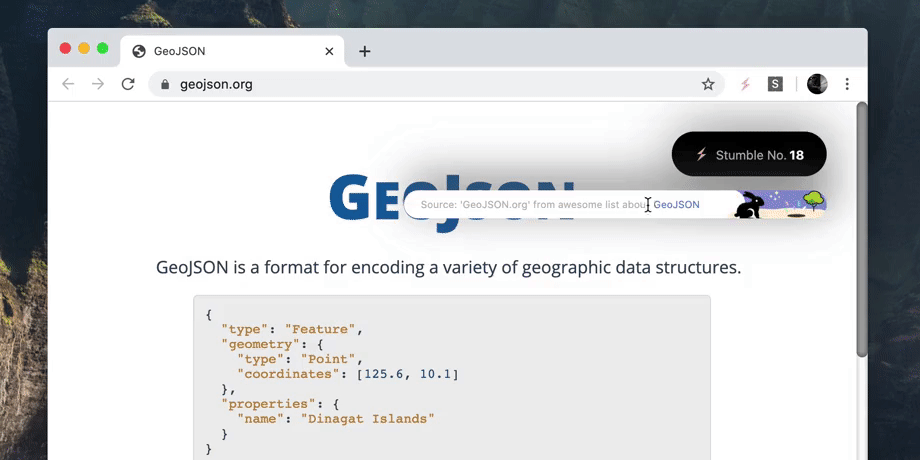 GeoJSON
geojson.org
S
Stumble No. 18
GeoJSON
Source: 'GeoJSON.org' from awesome list about GeoJSON
GeoJSON is a format for encoding a variety of geographic data structures.
{
"type": "Feature",
"geometry": {
"type": "Point",
"coordinates": [125.6, 10.1]
},
"properties": {
"name": "Dinagat Islands"
}
}